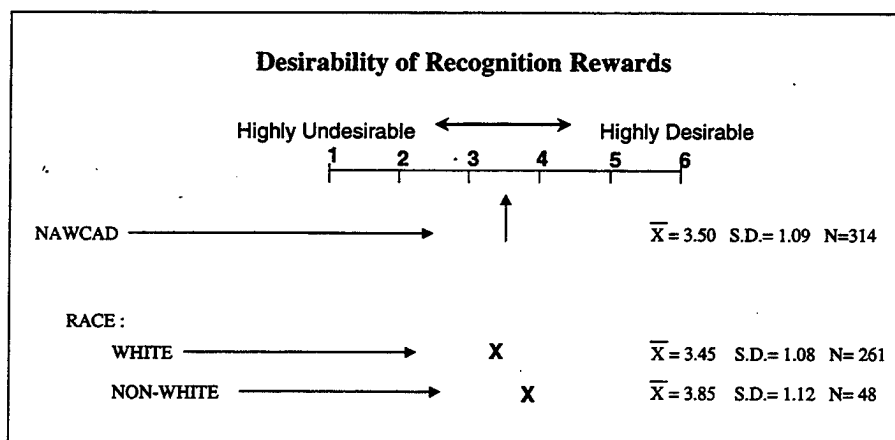 Desirability of Recognition Rewards
Highly Undesirable Highly Desirable
1 2 3 4 5 6
NAWCAD X̄ = 3.50 S.D.= 1.09 N=314
RACE :
WHITE X X̄ = 3.45 S.D.= 1.08 N= 261
NON-WHITE X X̄ = 3.85 S.D.= 1.12 N= 48